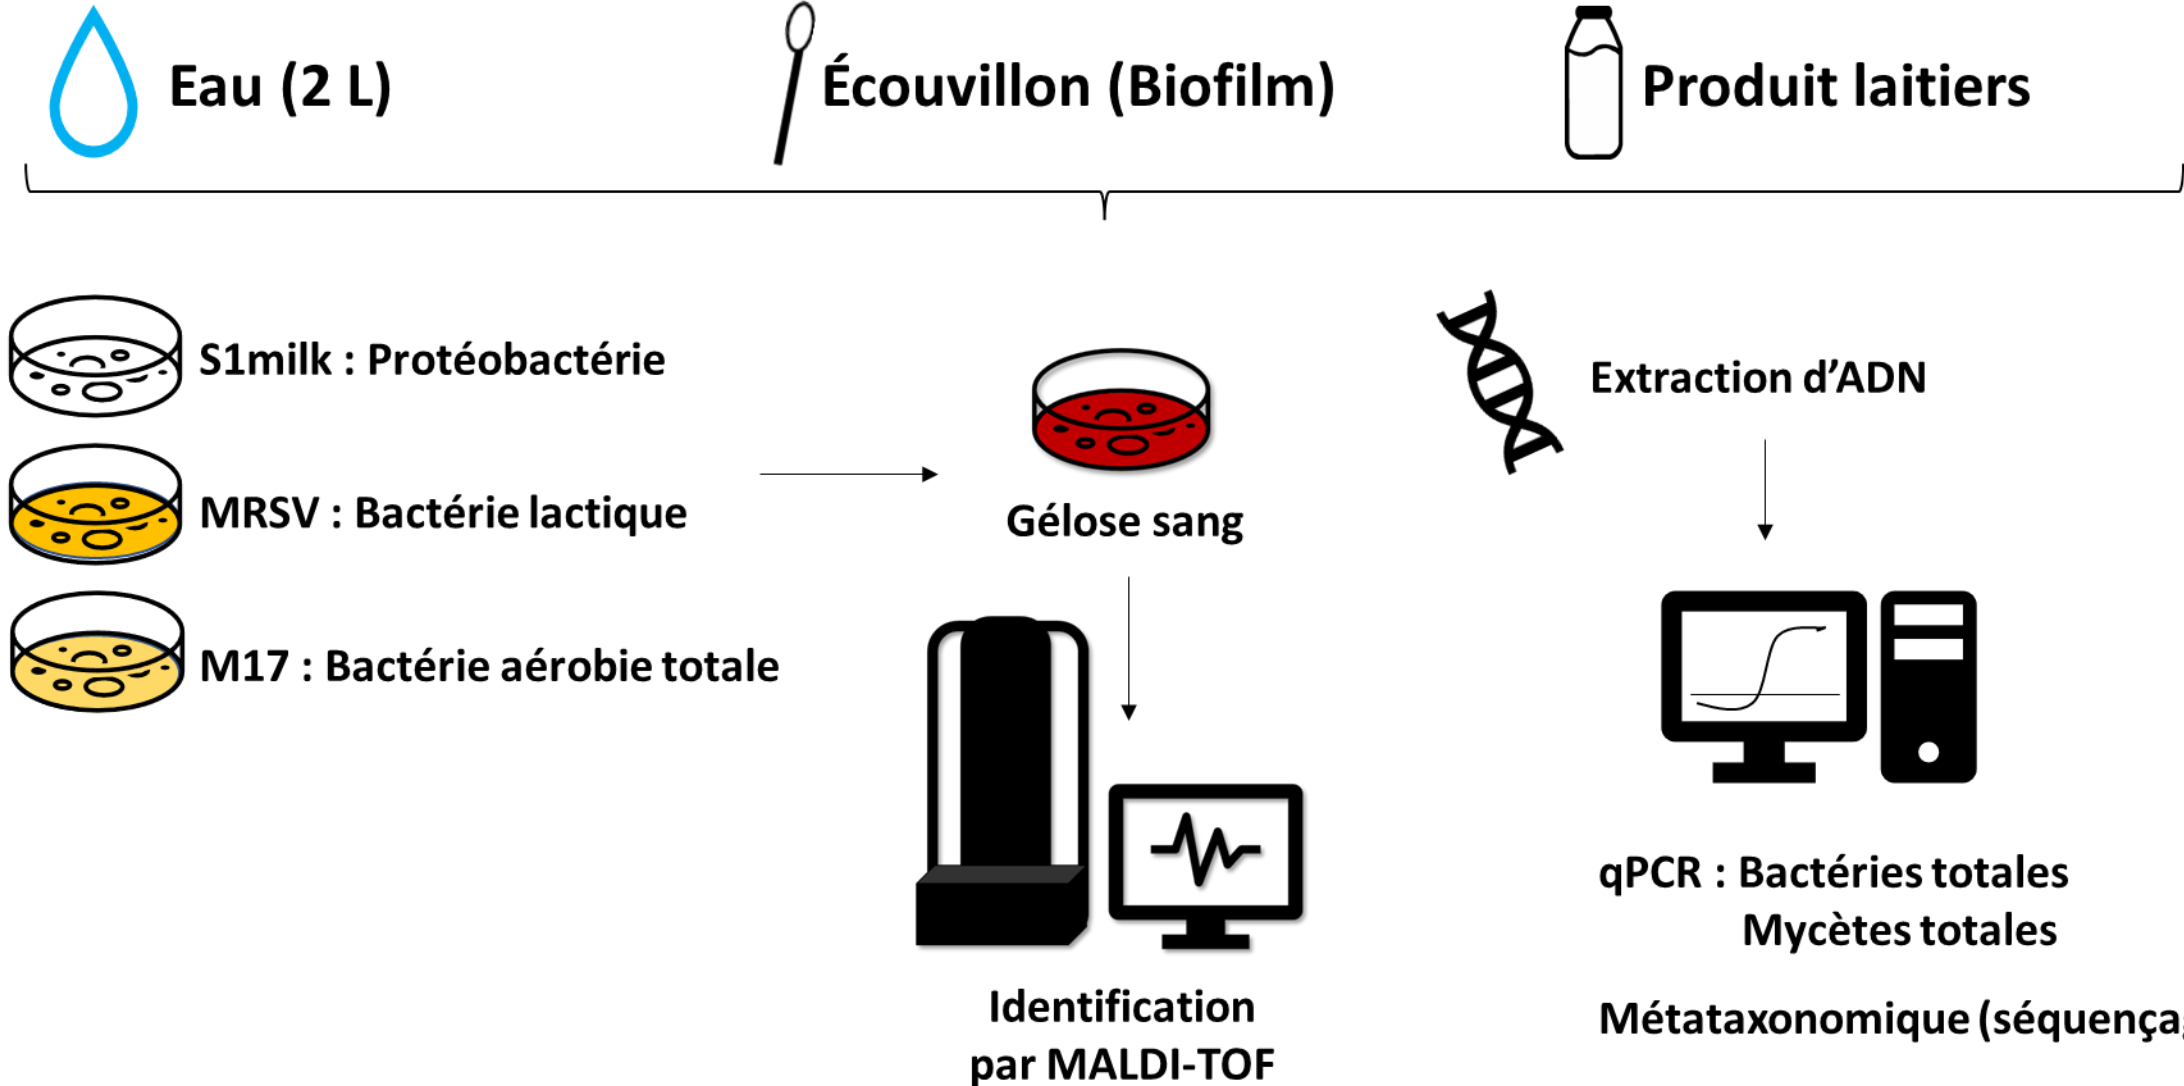 Eau (2 L)
Écouvillon (Biofilm)
Produit laitiers
S1milk : Protéobactérie
MRSV : Bactérie lactique
M17 : Bactérie aérobie totale
Gélose sang
Identification
par MALDI-TOF
Extraction d’ADN
qPCR : Bactéries totales
Mycètes totales
Métataxonomique